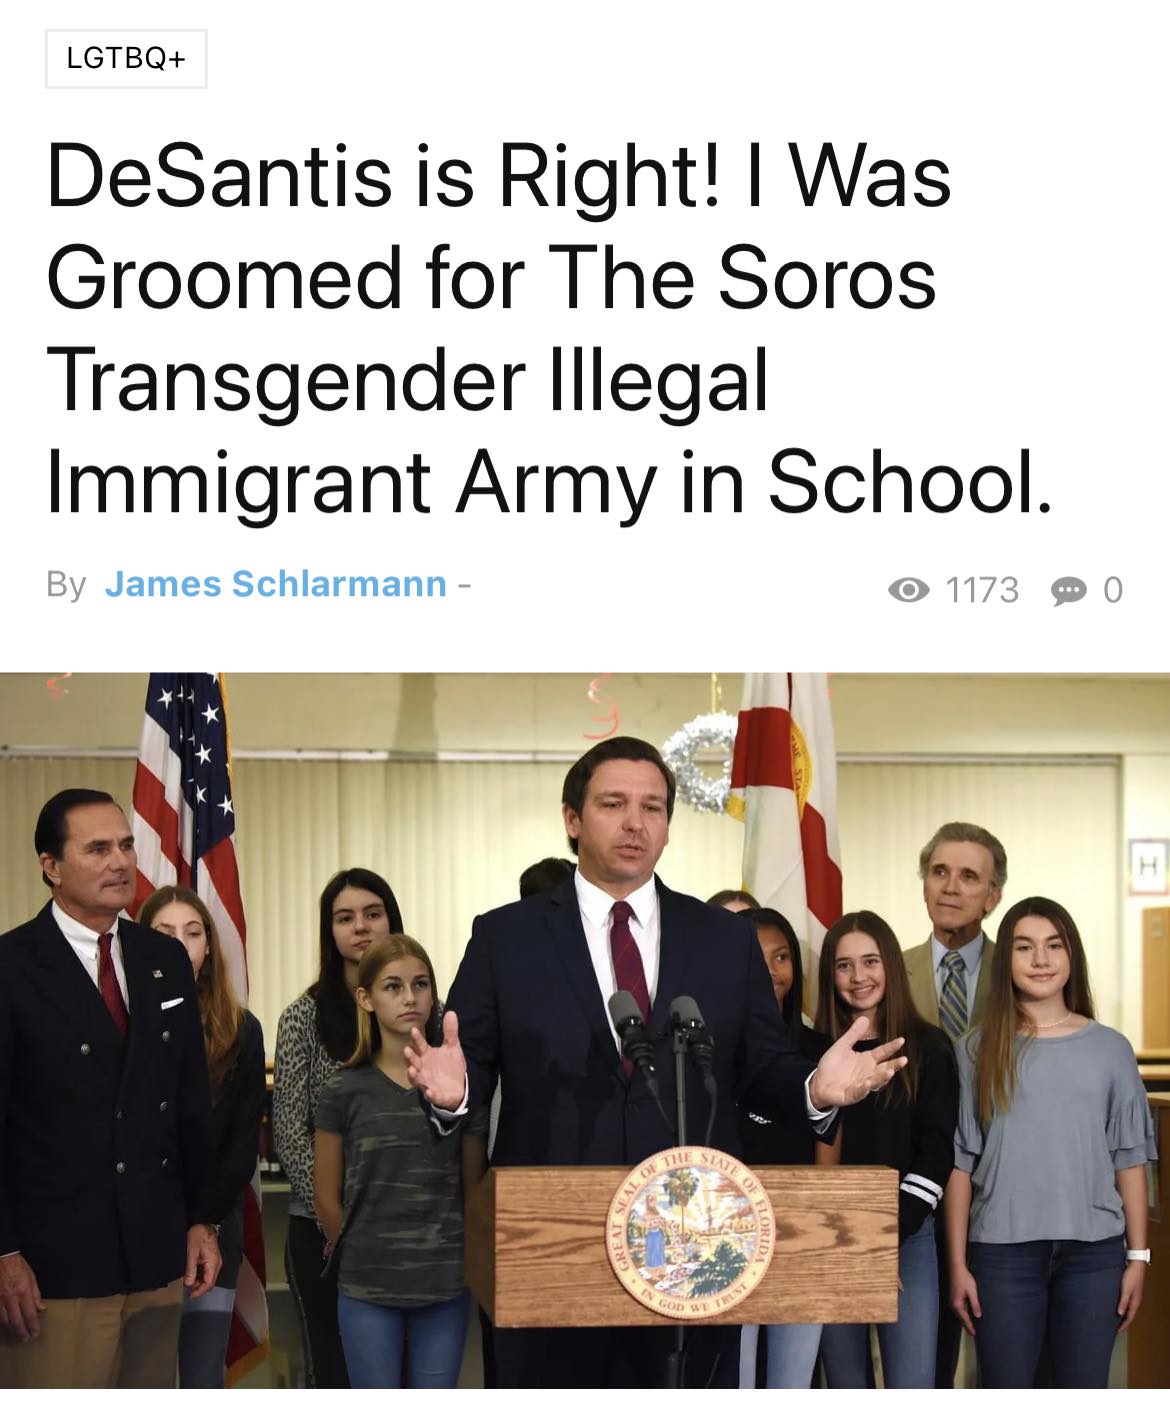 LGTBQ+
DeSantis is Right! I Was
Groomed for The Soros
Transgender Illegal
Immigrant Army in School.
By James Schlarmann -
1173 0
H
GREAT SEAL OF THE STATE OF FLORIDA
IN GOD WE TRUST